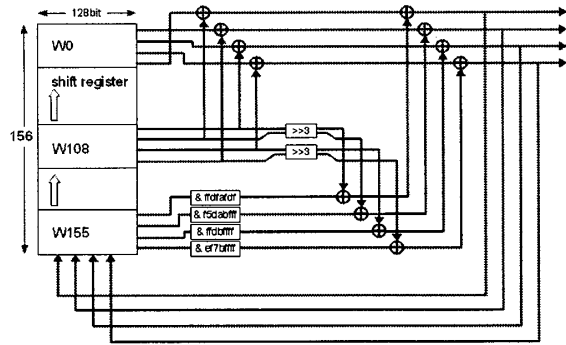 128bit
W0
shift register
156
W108
>>3
>>3
& ffdfafdf
& f5dabfff
W155
& ffdbffff
& ef7bffff